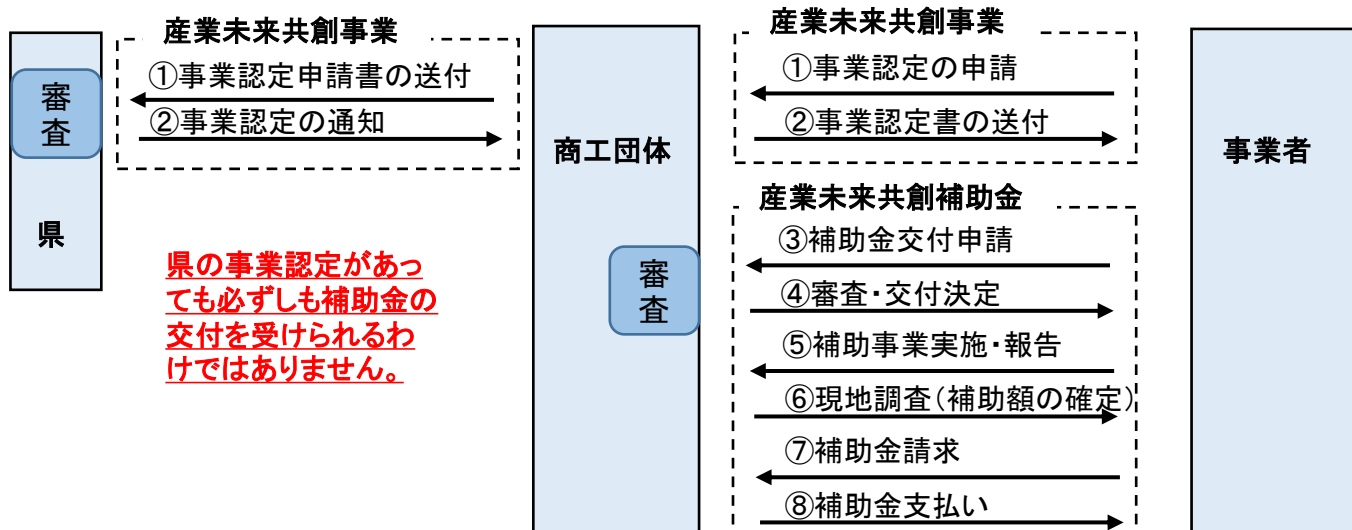 産業未来共創事業
①事業認定申請書の送付
②事業認定の通知
審査
県
県の事業認定があっ
ても必ずしも補助金の
交付を受けられるわ
けではありません。
商工団体
審査
産業未来共創事業
①事業認定の申請
②事業認定書の送付
産業未来共創補助金
③補助金交付申請
④審査・交付決定
⑤補助事業実施・報告
⑥現地調査（補助額の確定）
⑦補助金請求
⑧補助金支払い
事業者